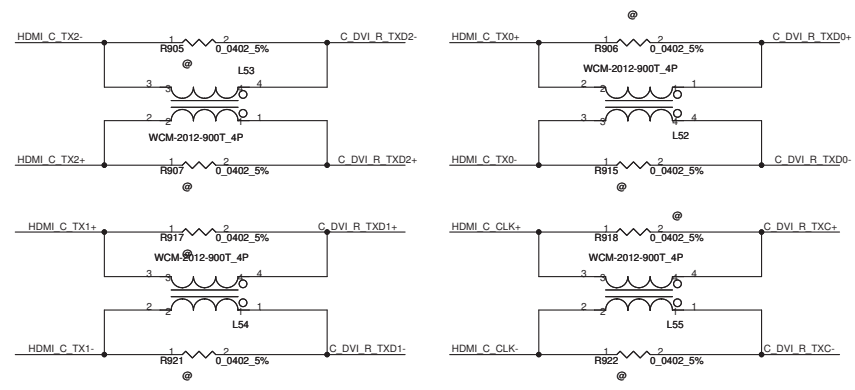 HDMI_C_TX2- 1 2 C_DVI_R_TXD2-
R905 0_0402_5%
@
L53
3 3 4 4
2 2 1 1
WCM-2012-900T_4P
HDMI_C_TX2+ 1 2 C_DVI_R_TXD2+
R907 0_0402_5%
@
@
HDMI_C_TX0+ 1 2 C_DVI_R_TXD0+
R906 0_0402_5%
WCM-2012-900T_4P
2 2 1 1
3 3 4 4
L52
HDMI_C_TX0- 1 2 C_DVI_R_TXD0-
R915 0_0402_5%
@
HDMI_C_TX1+ 1 2 C_DVI_R_TXD1+
R917 0_0402_5%
@
WCM-2012-900T_4P
3 3 4 4
2 2 1 1
L54
HDMI_C_TX1- 1 2 C_DVI_R_TXD1-
R921 0_0402_5%
@
@
HDMI_C_CLK+ 1 2 C_DVI_R_TXC+
R918 0_0402_5%
WCM-2012-900T_4P
3 3 4 4
2 2 1 1
L55
HDMI_C_CLK- 1 2 C_DVI_R_TXC-
R922 0_0402_5%
@